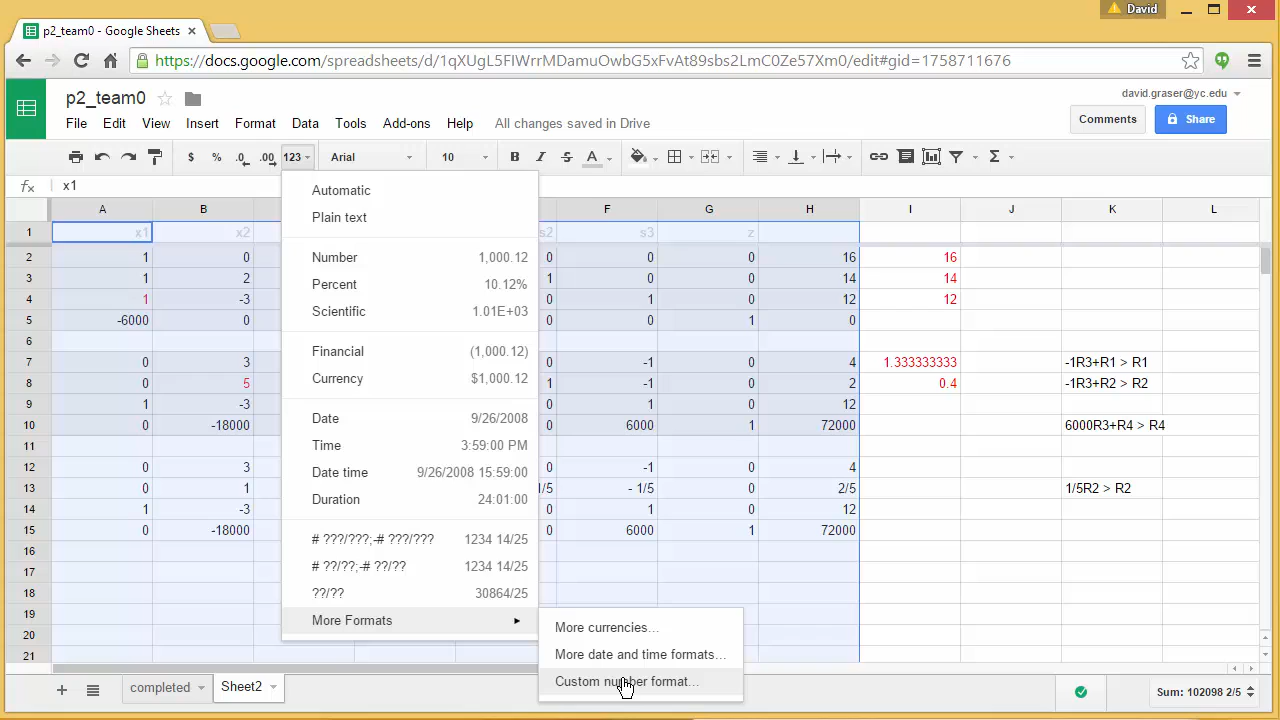 David
p2_team0 - Google Sheets
https://docs.google.com/spreadsheets/d/1qXUgL5FIWrrMDamuOwbG5xFvAt89sbs2LmC0Ze57Xm0/edit#gid=1758711676
p2_team0
david.graser@yc.edu
File Edit View Insert Format Data Tools Add-ons Help All changes saved in Drive
Comments Share
$ % .0 .00 123 Arial 10 B I S A Σ
fx x1
A B F G H I J K L
1 x1 x2 s2 s3 z
2 1 0 0 0 0 16 16
3 1 2 1 0 0 14 14
4 1 -3 0 1 0 12 12
5 -6000 0 0 0 1 0
6
7 0 3 0 -1 0 4 1.333333333 -1R3+R1 > R1
8 0 5 1 -1 0 2 0.4 -1R3+R2 > R2
9 1 -3 0 1 0 12
10 0 -18000 0 6000 1 72000 6000R3+R4 > R4
11
12 0 3 0 -1 0 4
13 0 1 1/5 - 1/5 0 2/5 1/5R2 > R2
14 1 -3 0 1 0 12
15 0 -18000 0 6000 1 72000
16
17
18
19
20
21
Automatic
Plain text
Number 1,000.12
Percent 10.12%
Scientific 1.01E+03
Financial (1,000.12)
Currency $1,000.12
Date 9/26/2008
Time 3:59:00 PM
Date time 9/26/2008 15:59:00
Duration 24:01:00
# ???/???;-# ???/??? 1234 14/25
# ??/??;-# ??/?? 1234 14/25
??/?? 30864/25
More Formats
More currencies...
More date and time formats...
Custom number format...
completed Sheet2
Sum: 102098 2/5